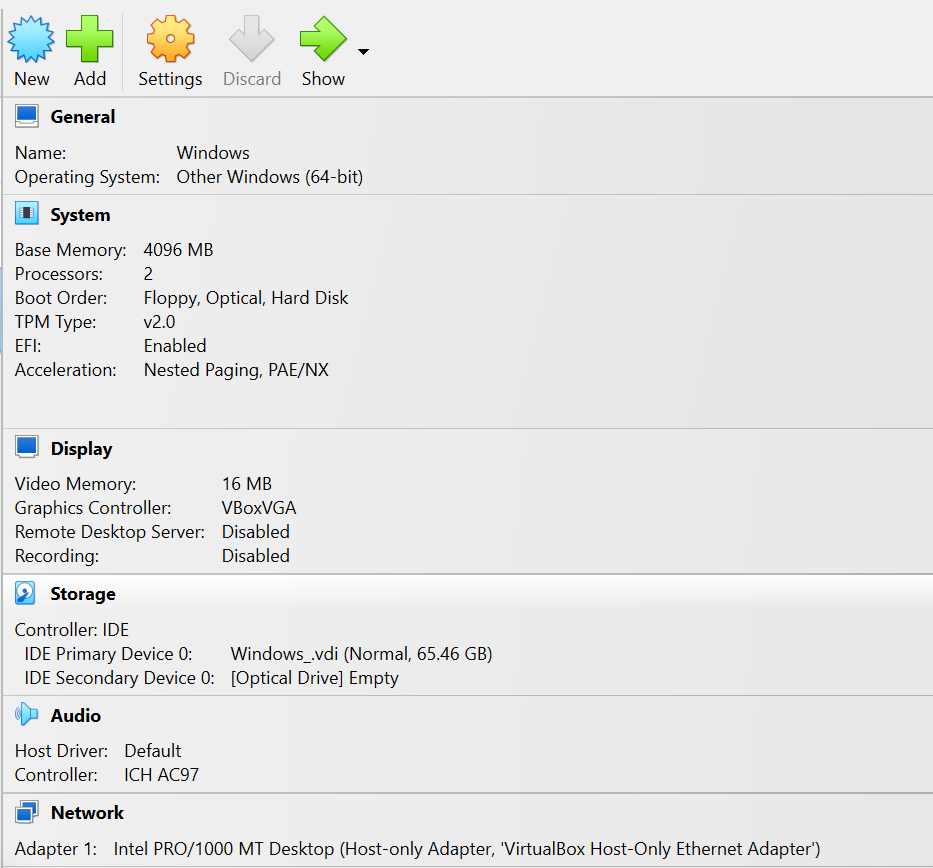 New Add Settings Discard Show
General
Name: Windows
Operating System: Other Windows (64-bit)
System
Base Memory: 4096 MB
Processors: 2
Boot Order: Floppy, Optical, Hard Disk
TPM Type: v2.0
EFI: Enabled
Acceleration: Nested Paging, PAE/NX
Display
Video Memory: 16 MB
Graphics Controller: VBoxVGA
Remote Desktop Server: Disabled
Recording: Disabled
Storage
Controller: IDE
IDE Primary Device 0: Windows_.vdi (Normal, 65.46 GB)
IDE Secondary Device 0: [Optical Drive] Empty
Audio
Host Driver: Default
Controller: ICH AC97
Network
Adapter 1: Intel PRO/1000 MT Desktop (Host-only Adapter, 'VirtualBox Host-Only Ethernet Adapter')